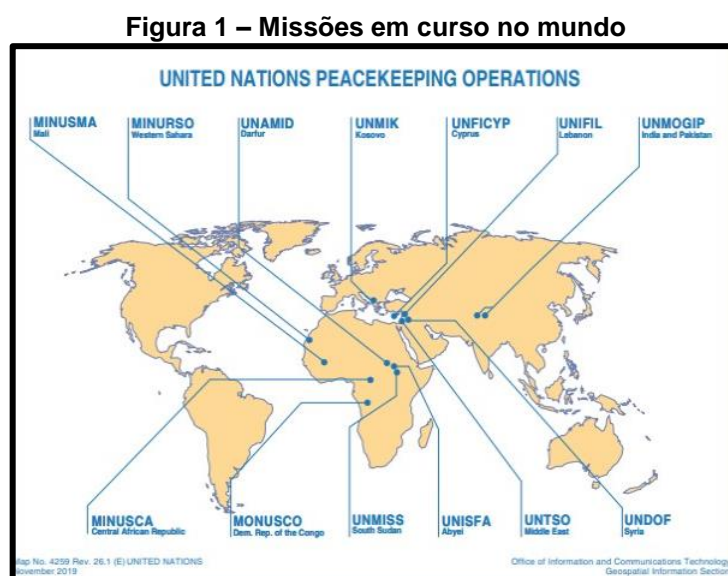 Figura 1 – Missões em curso no mundo
UNITED NATIONS PEACEKEEPING OPERATIONS
MINUSMA
Mali
MINURSO
Western Sahara
UNAMID
Darfur
UNMIK
Kosovo
UNFICYP
Cyprus
UNIFIL
Lebanon
UNMOGIP
India and Pakistan
MINUSCA
Central African Republic
MONUSCO
Dem. Rep. of the Congo
UNMISS
South Sudan
UNISFA
Abyei
UNTSO
Middle East
UNDOF
Syria
Map No. 4259 Rev. 26.1 (E) UNITED NATIONS
November 2019
Office of Information and Communications Technology
Geospatial Information Section